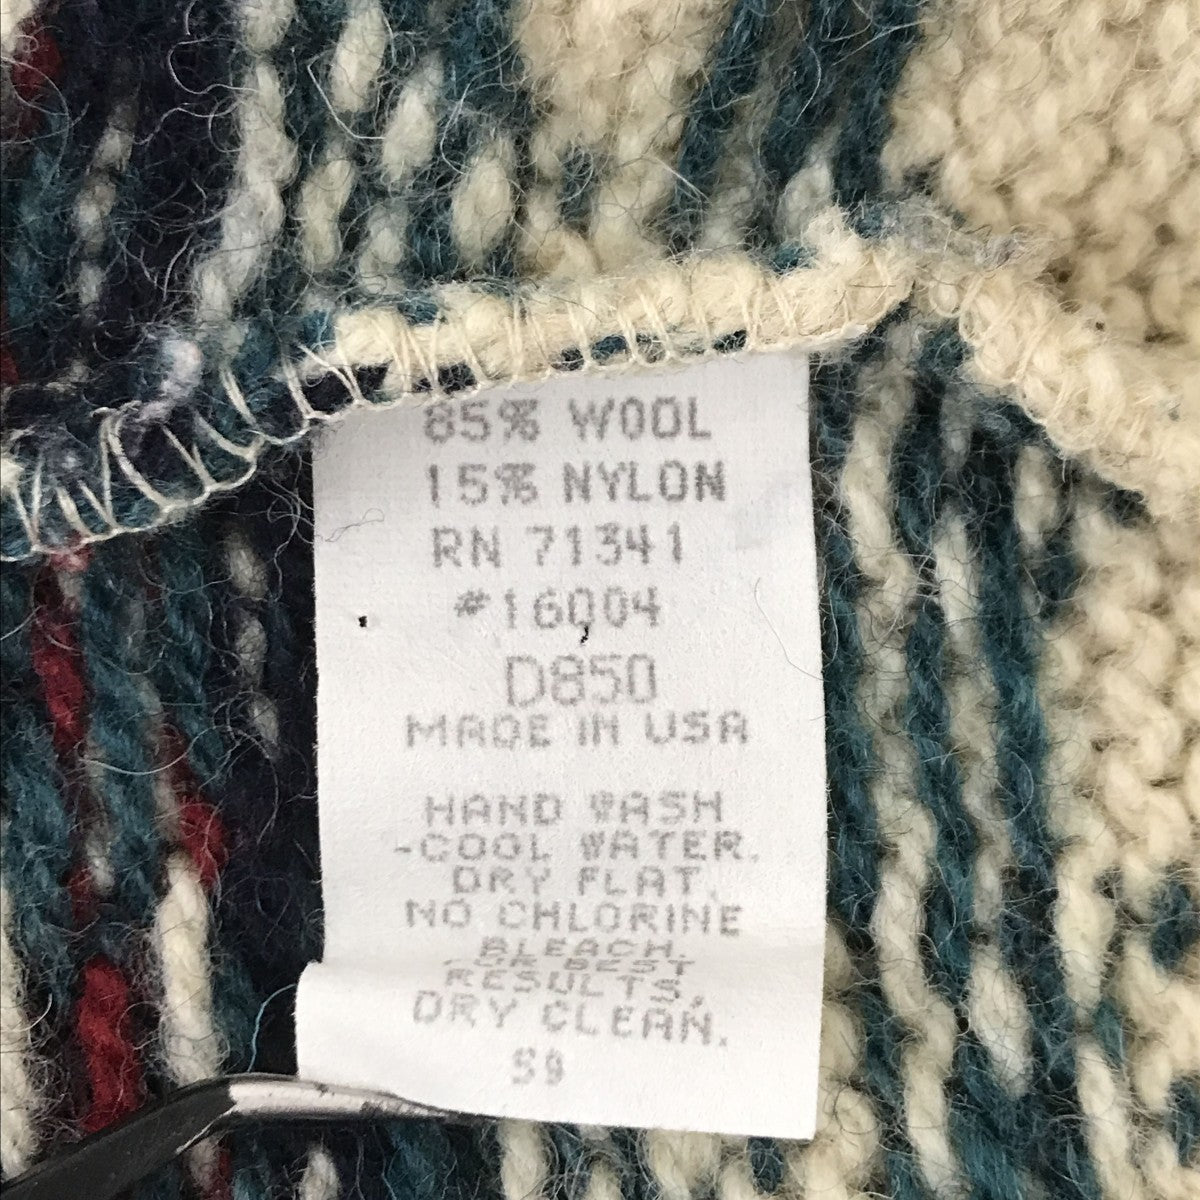 85% WOOL
15% NYLON
RN 71341
#16004
D850
MADE IN USA
HAND WASH
-COOL WATER.
DRY FLAT.
NO CHLORINE
BLEACH.
BEST
RESULTS,
DRY CLEAN.
S9